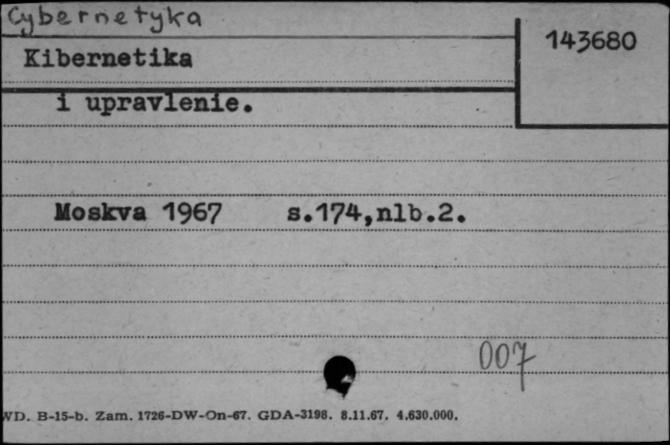 Cybernetyka
143680
Kibernetika
i upravlenie.
Moskva 1967 s.174,nlb.2.
007
WD. B-15-b. Zam. 1726-DW-On-67. GDA-3198. 8.11.67. 4.630.000.